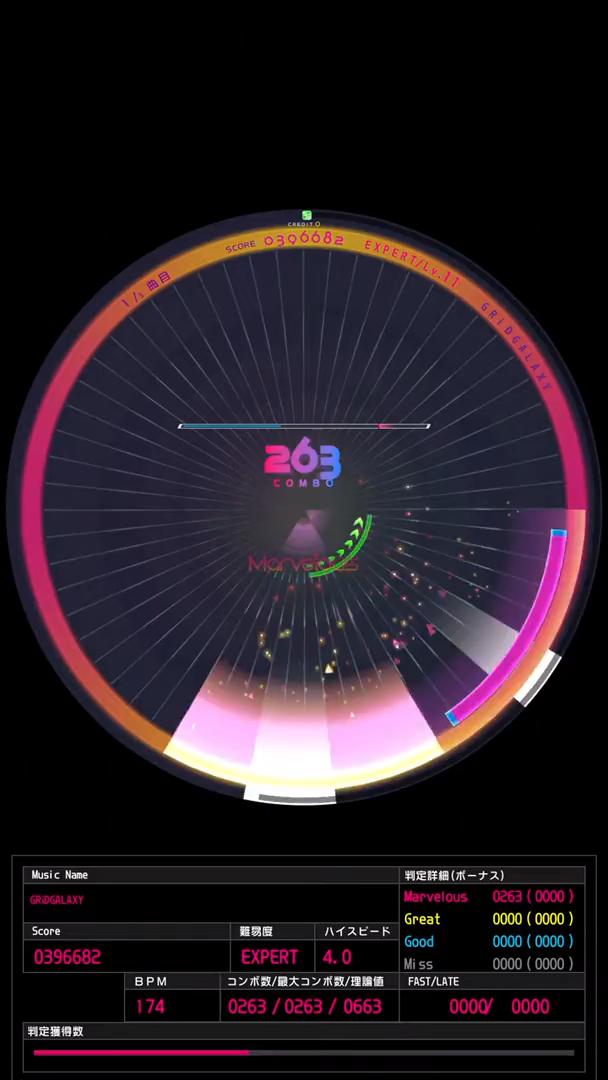 CREDIT 0
1/3 曲目 SCORE 0396682 EXPERT/Lv.11 GRiDGALAXY
263
COMBO
Marvelous
Music Name
GRiDGALAXY
判定詳細(ボーナス)
Marvelous 0263 ( 0000 )
Great 0000 ( 0000 )
Good 0000 ( 0000 )
Miss 0000 ( 0000 )
Score 難易度 ハイスピード
0396682 EXPERT 4.0
BPM コンボ数/最大コンボ数/理論値 FAST/LATE
174 0263 / 0263 / 0663 0000/ 0000
判定獲得数